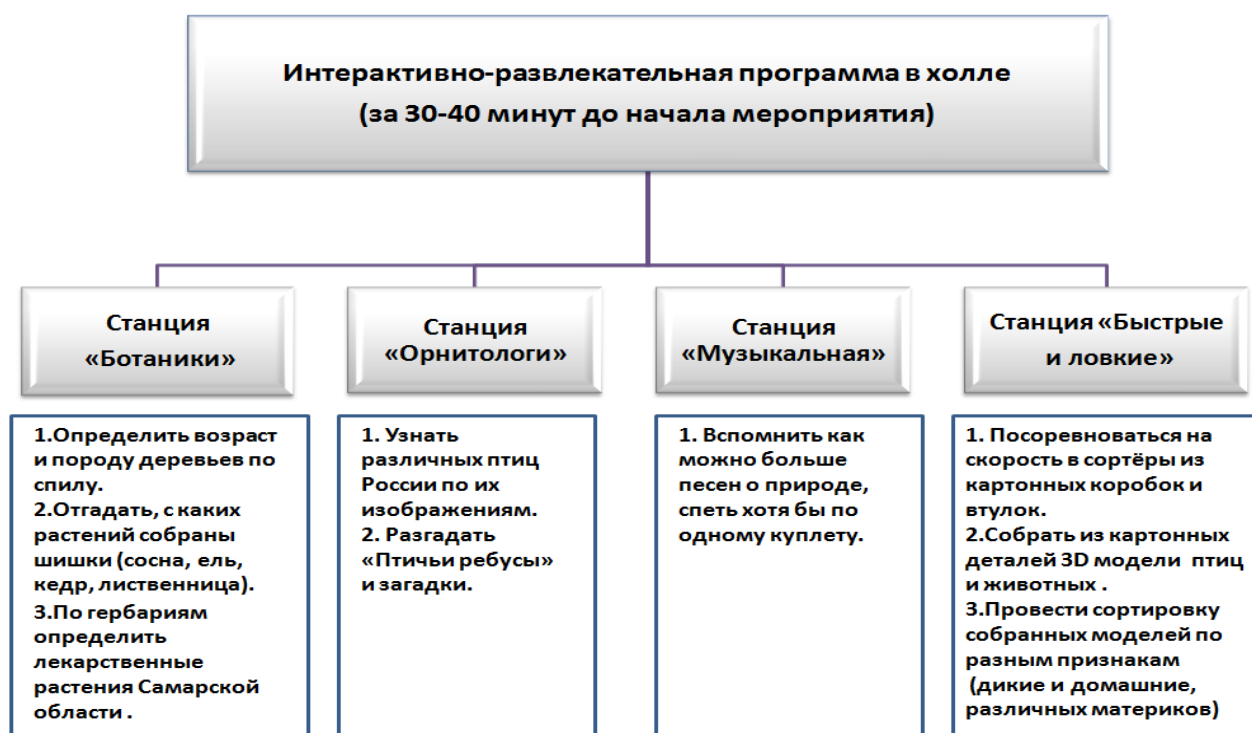 Интерактивно-развлекательная программа в холле
(за 30-40 минут до начала мероприятия)
Станция
«Ботаники»
Станция
«Орнитологи»
Станция
«Музыкальная»
Станция «Быстрые
и ловкие»
1.Определить возраст
и породу деревьев по
спилу.
2.Отгадать, с каких
растений собраны
шишки (сосна, ель,
кедр, лиственница).
3.По гербариям
определить
лекарственные
растения Самарской
области .
1. Узнать
различных птиц
России по их
изображениям.
2. Разгадать
«Птичьи ребусы»
и загадки.
1. Вспомнить как
можно больше
песен о природе,
спеть хотя бы по
одному куплету.
1. Посоревноваться на
скорость в сортёры из
картонных коробок и
втулок.
2.Собрать из картонных
деталей 3D модели птиц
и животных .
3.Провести сортировку
собранных моделей по
разным признакам
(дикие и домашние,
различных материков)